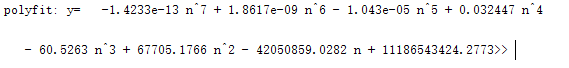 polyfit: y=   -1.4233e-13 n^7 + 1.8617e-09 n^6 - 1.043e-05 n^5 + 0.032447 n^4
- 60.5263 n^3 + 67705.1766 n^2 - 42050859.0282 n + 11186543424.2773>>